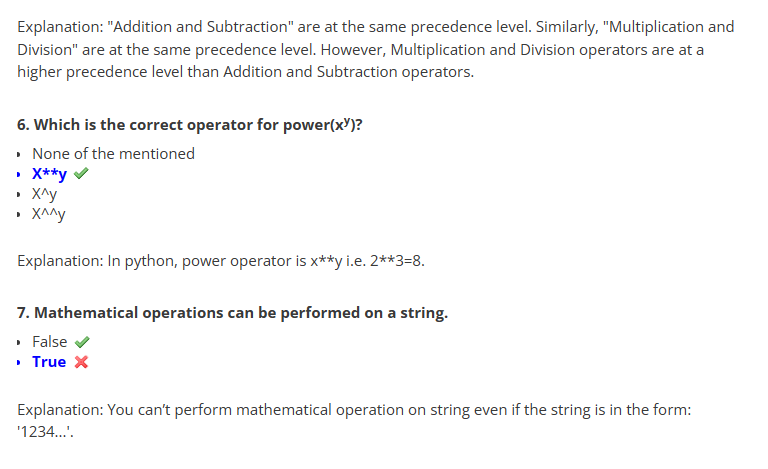 Explanation: "Addition and Subtraction" are at the same precedence level. Similarly, "Multiplication and
Division" are at the same precedence level. However, Multiplication and Division operators are at a
higher precedence level than Addition and Subtraction operators.
6. Which is the correct operator for power(xʸ)?
None of the mentioned
X**y
X^y
X^^y
Explanation: In python, power operator is x**y i.e. 2**3=8.
7. Mathematical operations can be performed on a string.
False
True
Explanation: You can’t perform mathematical operation on string even if the string is in the form:
'1234...'.